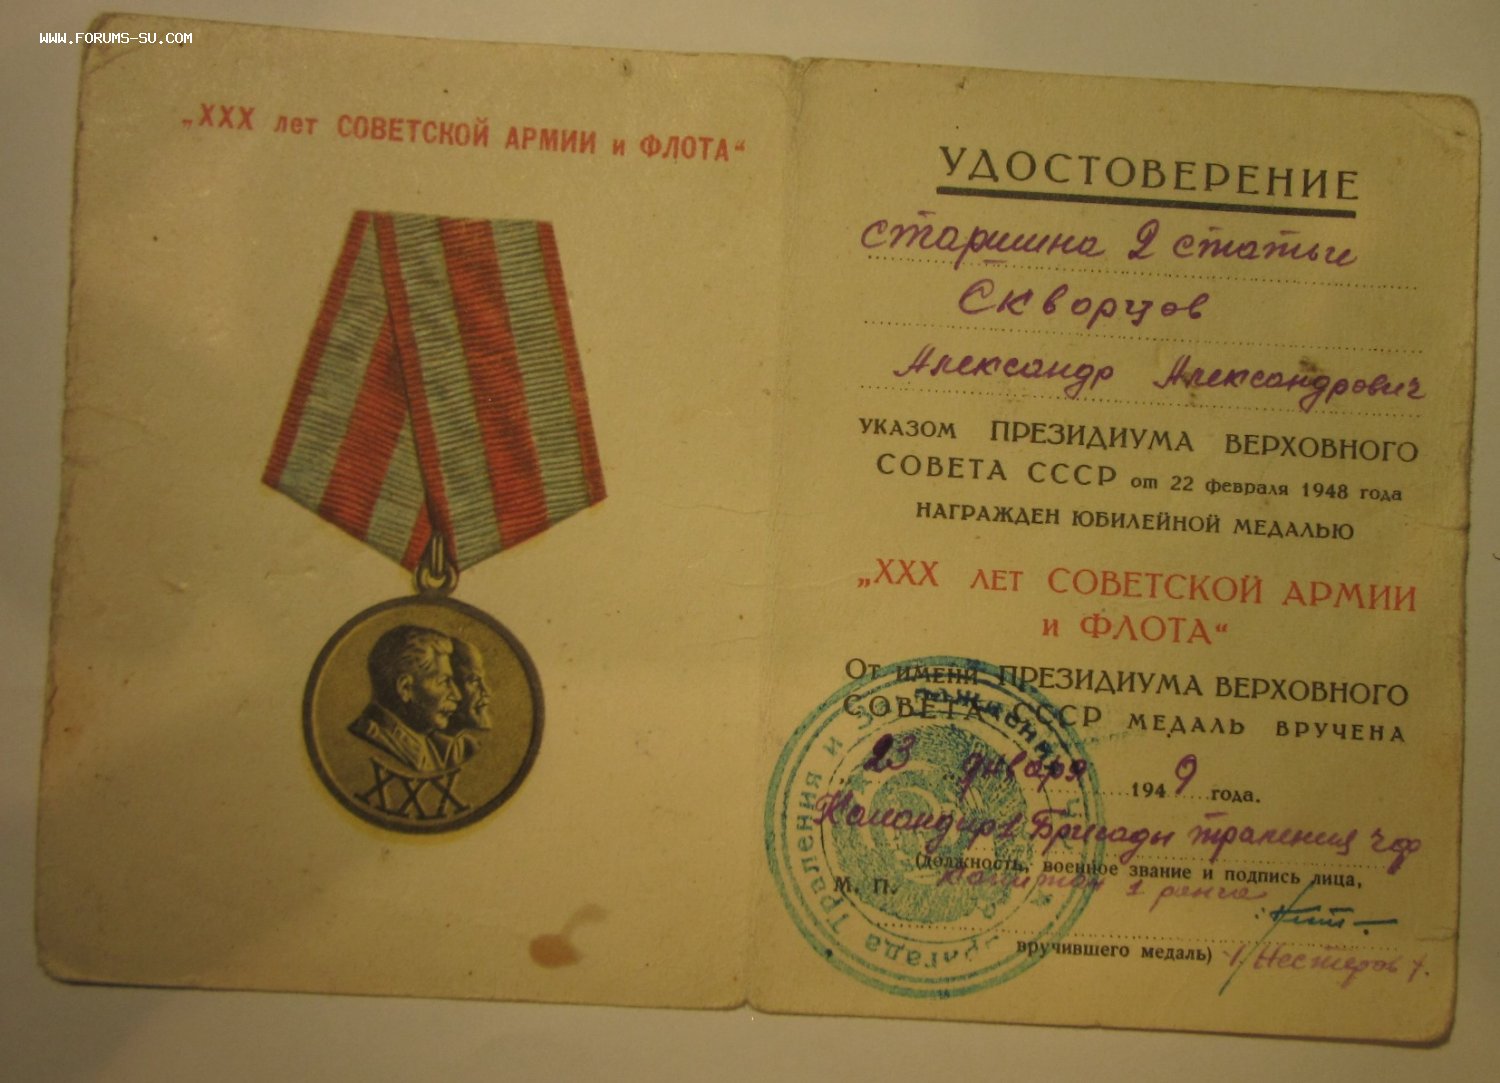 WWW.FORUMS-SU.COM
„XXX лет СОВЕТСКОЙ АРМИИ и ФЛОТА“
XXX
УДОСТОВЕРЕНИЕ
старшина 2 статьи
Скворцов
Александр Александрович
УКАЗОМ ПРЕЗИДИУМА ВЕРХОВНОГО
СОВЕТА СССР от 22 февраля 1948 года
НАГРАЖДЕН ЮБИЛЕЙНОЙ МЕДАЛЬЮ
„XXX ЛЕТ СОВЕТСКОЙ АРМИИ
и ФЛОТА“
От ИМЕНИ ПРЕЗИДИУМА ВЕРХОВНОГО
СОВЕТА СССР МЕДАЛЬ ВРУЧЕНА
„23 января 1949 года.
Командир Бригады траления ЧФ
(должность, военное звание и подпись лица,
М. П. Капитан 1 ранга
вручившего медаль) /Нестеров/.
Бригада Траления и